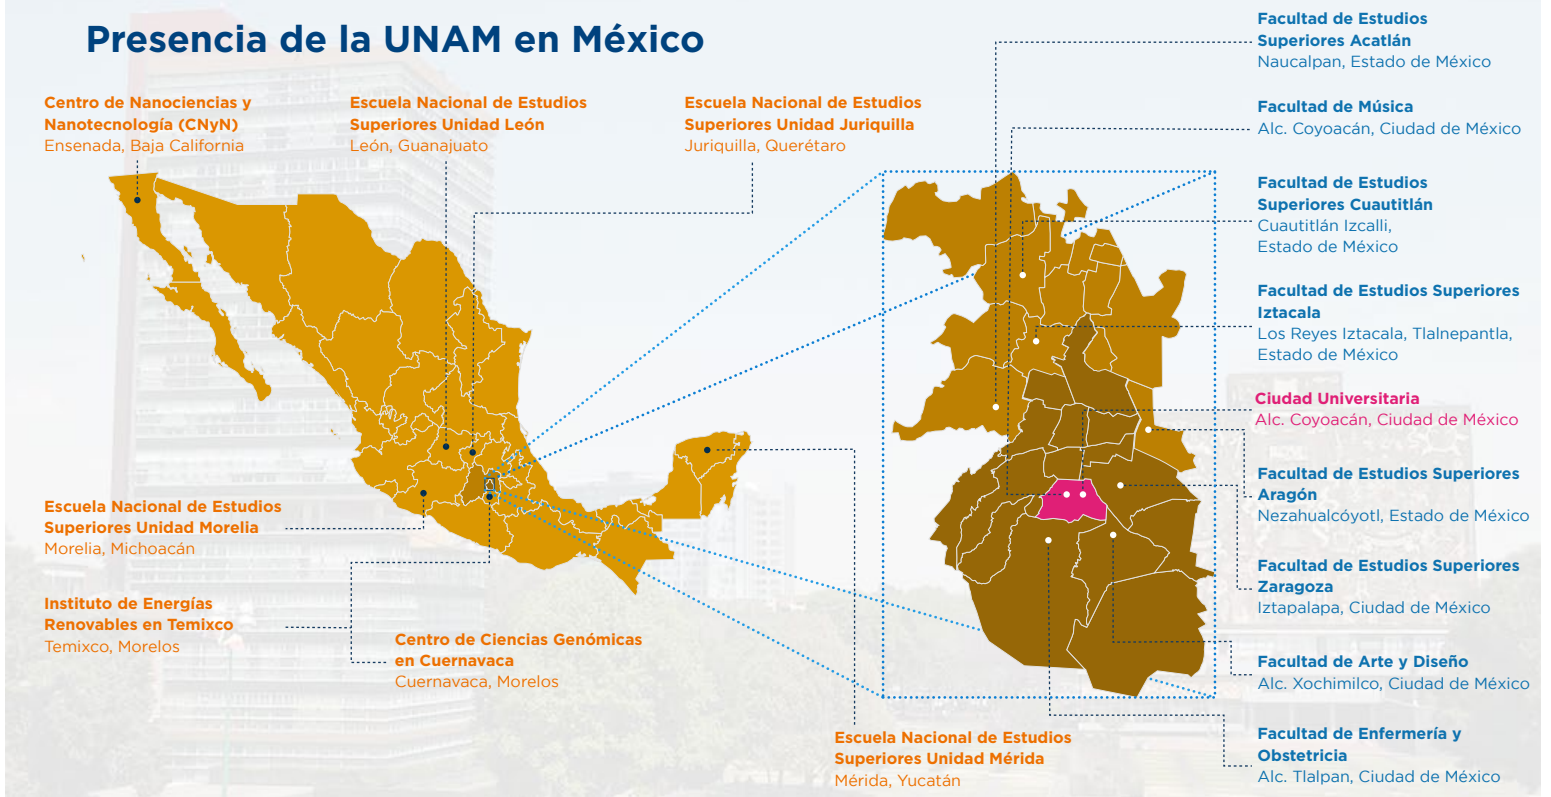 Presencia de la UNAM en México
Centro de Nanociencias y
Nanotecnología (CNyN)
Ensenada, Baja California
Escuela Nacional de Estudios
Superiores Unidad León
León, Guanajuato
Escuela Nacional de Estudios
Superiores Unidad Juriquilla
Juriquilla, Querétaro
Escuela Nacional de Estudios
Superiores Unidad Morelia
Morelia, Michoacán
Instituto de Energías
Renovables en Temixco
Temixco, Morelos
Centro de Ciencias Genómicas
en Cuernavaca
Cuernavaca, Morelos
Escuela Nacional de Estudios
Superiores Unidad Mérida
Mérida, Yucatán
Facultad de Estudios
Superiores Acatlán
Naucalpan, Estado de México
Facultad de Música
Alc. Coyoacán, Ciudad de México
Facultad de Estudios
Superiores Cuautitlán
Cuautitlán Izcalli,
Estado de México
Facultad de Estudios Superiores
Iztacala
Los Reyes Iztacala, Tlalnepantla,
Estado de México
Ciudad Universitaria
Alc. Coyoacán, Ciudad de México
Facultad de Estudios Superiores
Aragón
Nezahualcóyotl, Estado de México
Facultad de Estudios Superiores
Zaragoza
Iztapalapa, Ciudad de México
Facultad de Arte y Diseño
Alc. Xochimilco, Ciudad de México
Facultad de Enfermería y
Obstetricia
Alc. Tlalpan, Ciudad de México